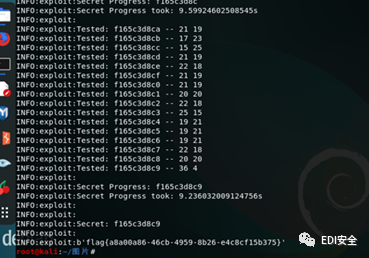 INFO:exploit:Secret Progress: f165c3d8c
INFO:exploit:Secret Progress took: 9.59924602508545s
INFO:exploit:
INFO:exploit:Tested: f165c3d8ca -- 21 19
INFO:exploit:Tested: f165c3d8cb -- 17 23
INFO:exploit:Tested: f165c3d8cc -- 15 25
INFO:exploit:Tested: f165c3d8cd -- 21 19
INFO:exploit:Tested: f165c3d8ce -- 22 18
INFO:exploit:Tested: f165c3d8cf -- 21 19
INFO:exploit:Tested: f165c3d8c0 -- 21 19
INFO:exploit:Tested: f165c3d8c1 -- 20 20
INFO:exploit:Tested: f165c3d8c2 -- 22 18
INFO:exploit:Tested: f165c3d8c3 -- 25 15
INFO:exploit:Tested: f165c3d8c4 -- 19 21
INFO:exploit:Tested: f165c3d8c5 -- 19 21
INFO:exploit:Tested: f165c3d8c6 -- 19 21
INFO:exploit:Tested: f165c3d8c7 -- 22 18
INFO:exploit:Tested: f165c3d8c8 -- 20 20
INFO:exploit:Tested: f165c3d8c9 -- 36 4
INFO:exploit:
INFO:exploit:Secret Progress: f165c3d8c9
INFO:exploit:Secret Progress took: 9.236032009124756s
INFO:exploit:
INFO:exploit:
INFO:exploit:Secret: f165c3d8c9
INFO:exploit:
INFO:exploit:b'flag{a8a00a86-46cb-4959-8b26-e4c8cf15b375}'
root@kali:~/图片#
EDI安全